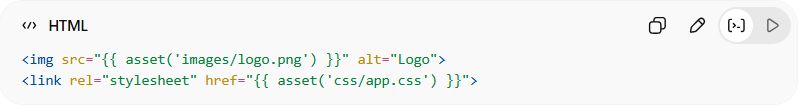 HTML
<img src="{{ asset('images/logo.png') }}" alt="Logo">
<link rel="stylesheet" href="{{ asset('css/app.css') }}">